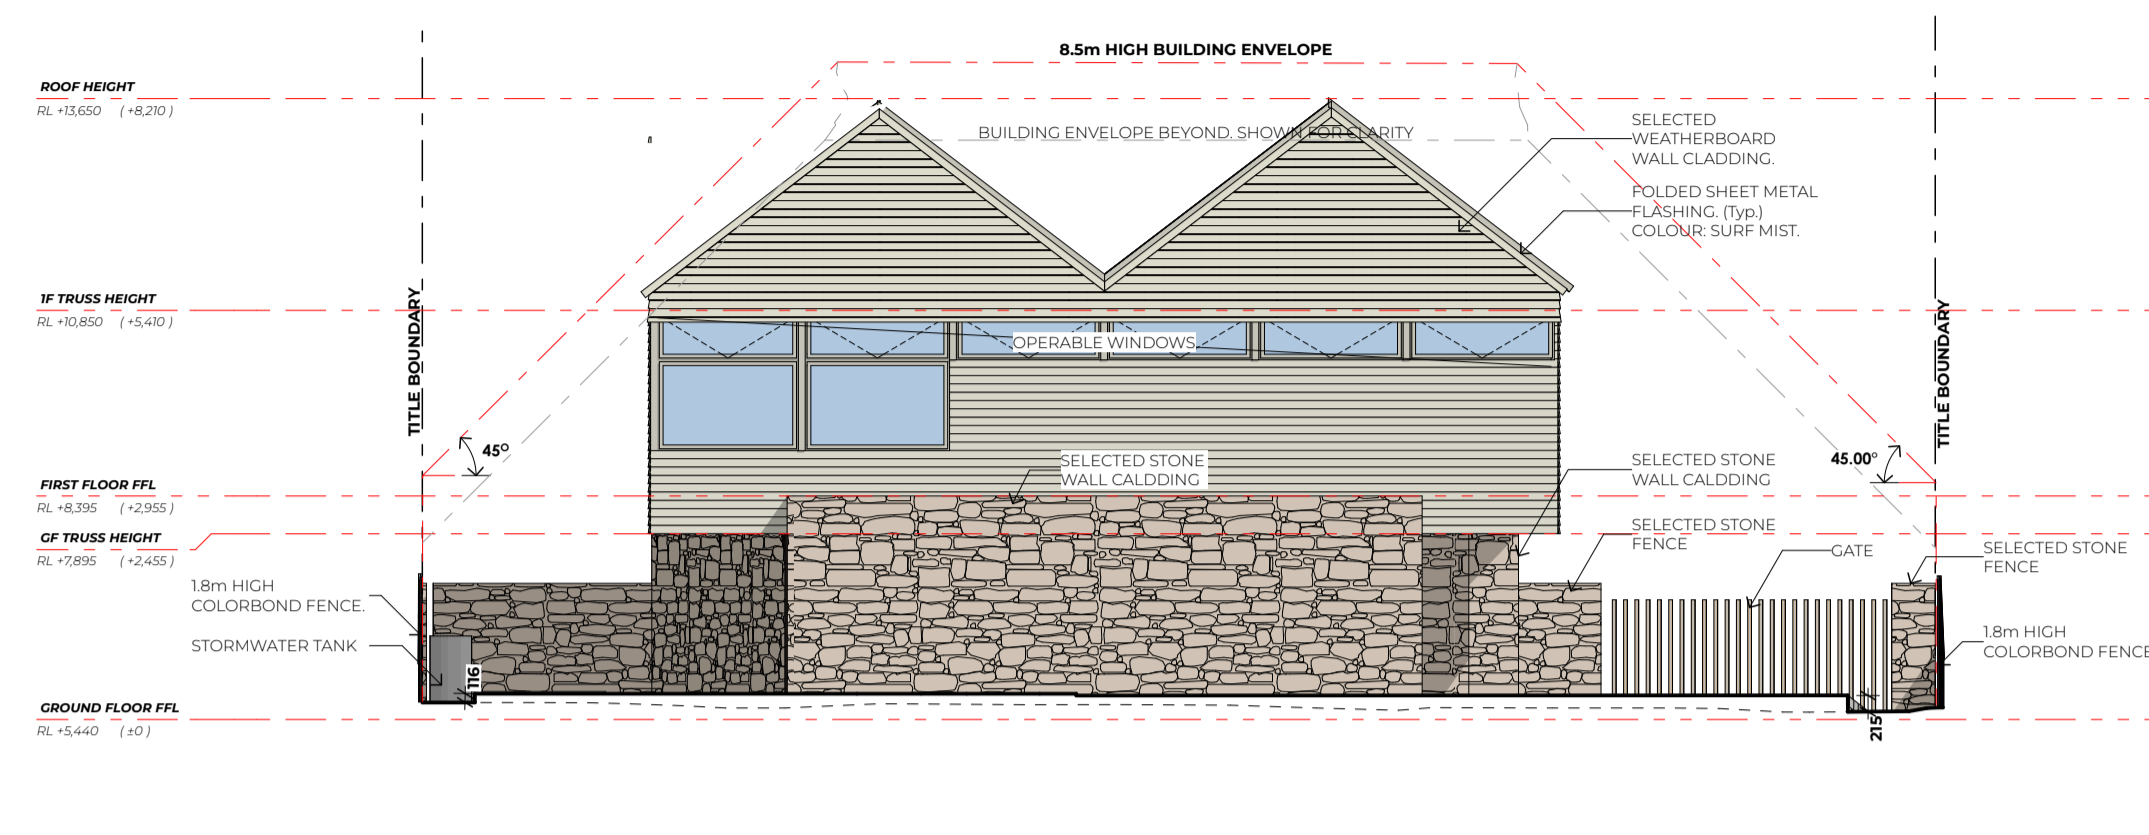 8.5m HIGH BUILDING ENVELOPE
ROOF HEIGHT
RL +13,650 ( +8,210 )
BUILDING ENVELOPE BEYOND. SHOWN FOR CLARITY
SELECTED
WEATHERBOARD
WALL CLADDING.
FOLDED SHEET METAL
FLASHING. (Typ.)
COLOUR: SURF MIST.
1F TRUSS HEIGHT
RL +10,850 ( +5,410 )
TITLE BOUNDARY
TITLE BOUNDARY
OPERABLE WINDOWS
45°
45.00°
SELECTED STONE
WALL CALDDING
SELECTED STONE
WALL CALDDING
FIRST FLOOR FFL
RL +8,395 ( +2,955 )
SELECTED STONE
FENCE
GF TRUSS HEIGHT
RL +7,895 ( +2,455 )
GATE
SELECTED STONE
FENCE
1.8m HIGH
COLORBOND FENCE.
STORMWATER TANK
1.8m HIGH
COLORBOND FENCE
116
215
GROUND FLOOR FFL
RL +5,440 ( ±0 )